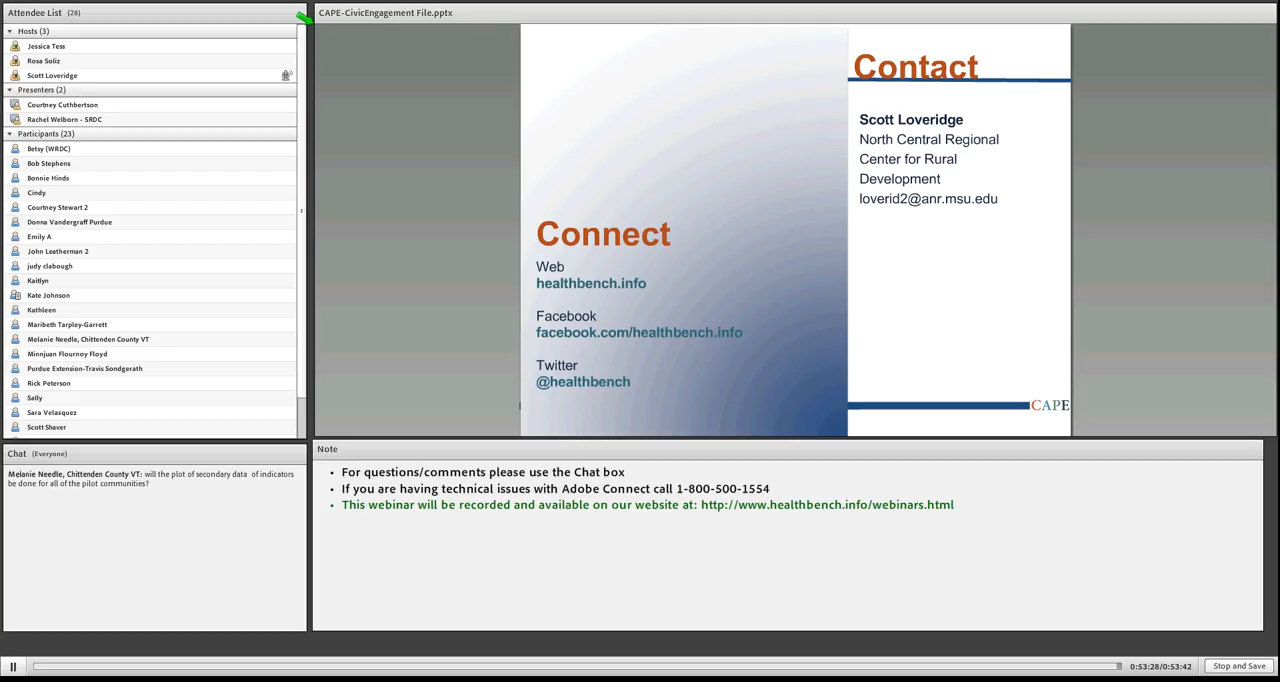 Attendee List (28)
Hosts (3)
Jessica Tess
Rosa Soliz
Scott Loveridge
Presenters (2)
Courtney Cuthbertson
Rachel Welborn - SRDC
Participants (23)
Betsy (WRDC)
Bob Stephens
Bonnie Hinds
Cindy
Courtney Stewart 2
Donna Vandergraff Purdue
Emily A
John Leatherman 2
judy clabough
Kaitlyn
Kate Johnson
Kathleen
Maribeth Tarpley-Garrett
Melanie Needle, Chittenden County VT
Minnjuan Flournoy Floyd
Purdue Extension-Travis Sondgerath
Rick Peterson
Sally
Sara Velasquez
Scott Shaver
Chat (Everyone)
Melanie Needle, Chittenden County VT: will the plot of secondary data of indicators
be done for all of the pilot communities?
CAPE-CivicEngagement File.pptx
Connect
Web
healthbench.info
Facebook
facebook.com/healthbench.info
Twitter
@healthbench
Contact
Scott Loveridge
North Central Regional
Center for Rural
Development
loverid2@anr.msu.edu
CAPE
Note
• For questions/comments please use the Chat box
• If you are having technical issues with Adobe Connect call 1-800-500-1554
• This webinar will be recorded and available on our website at: http://www.healthbench.info/webinars.html
0:53:28/0:53:42
Stop and Save